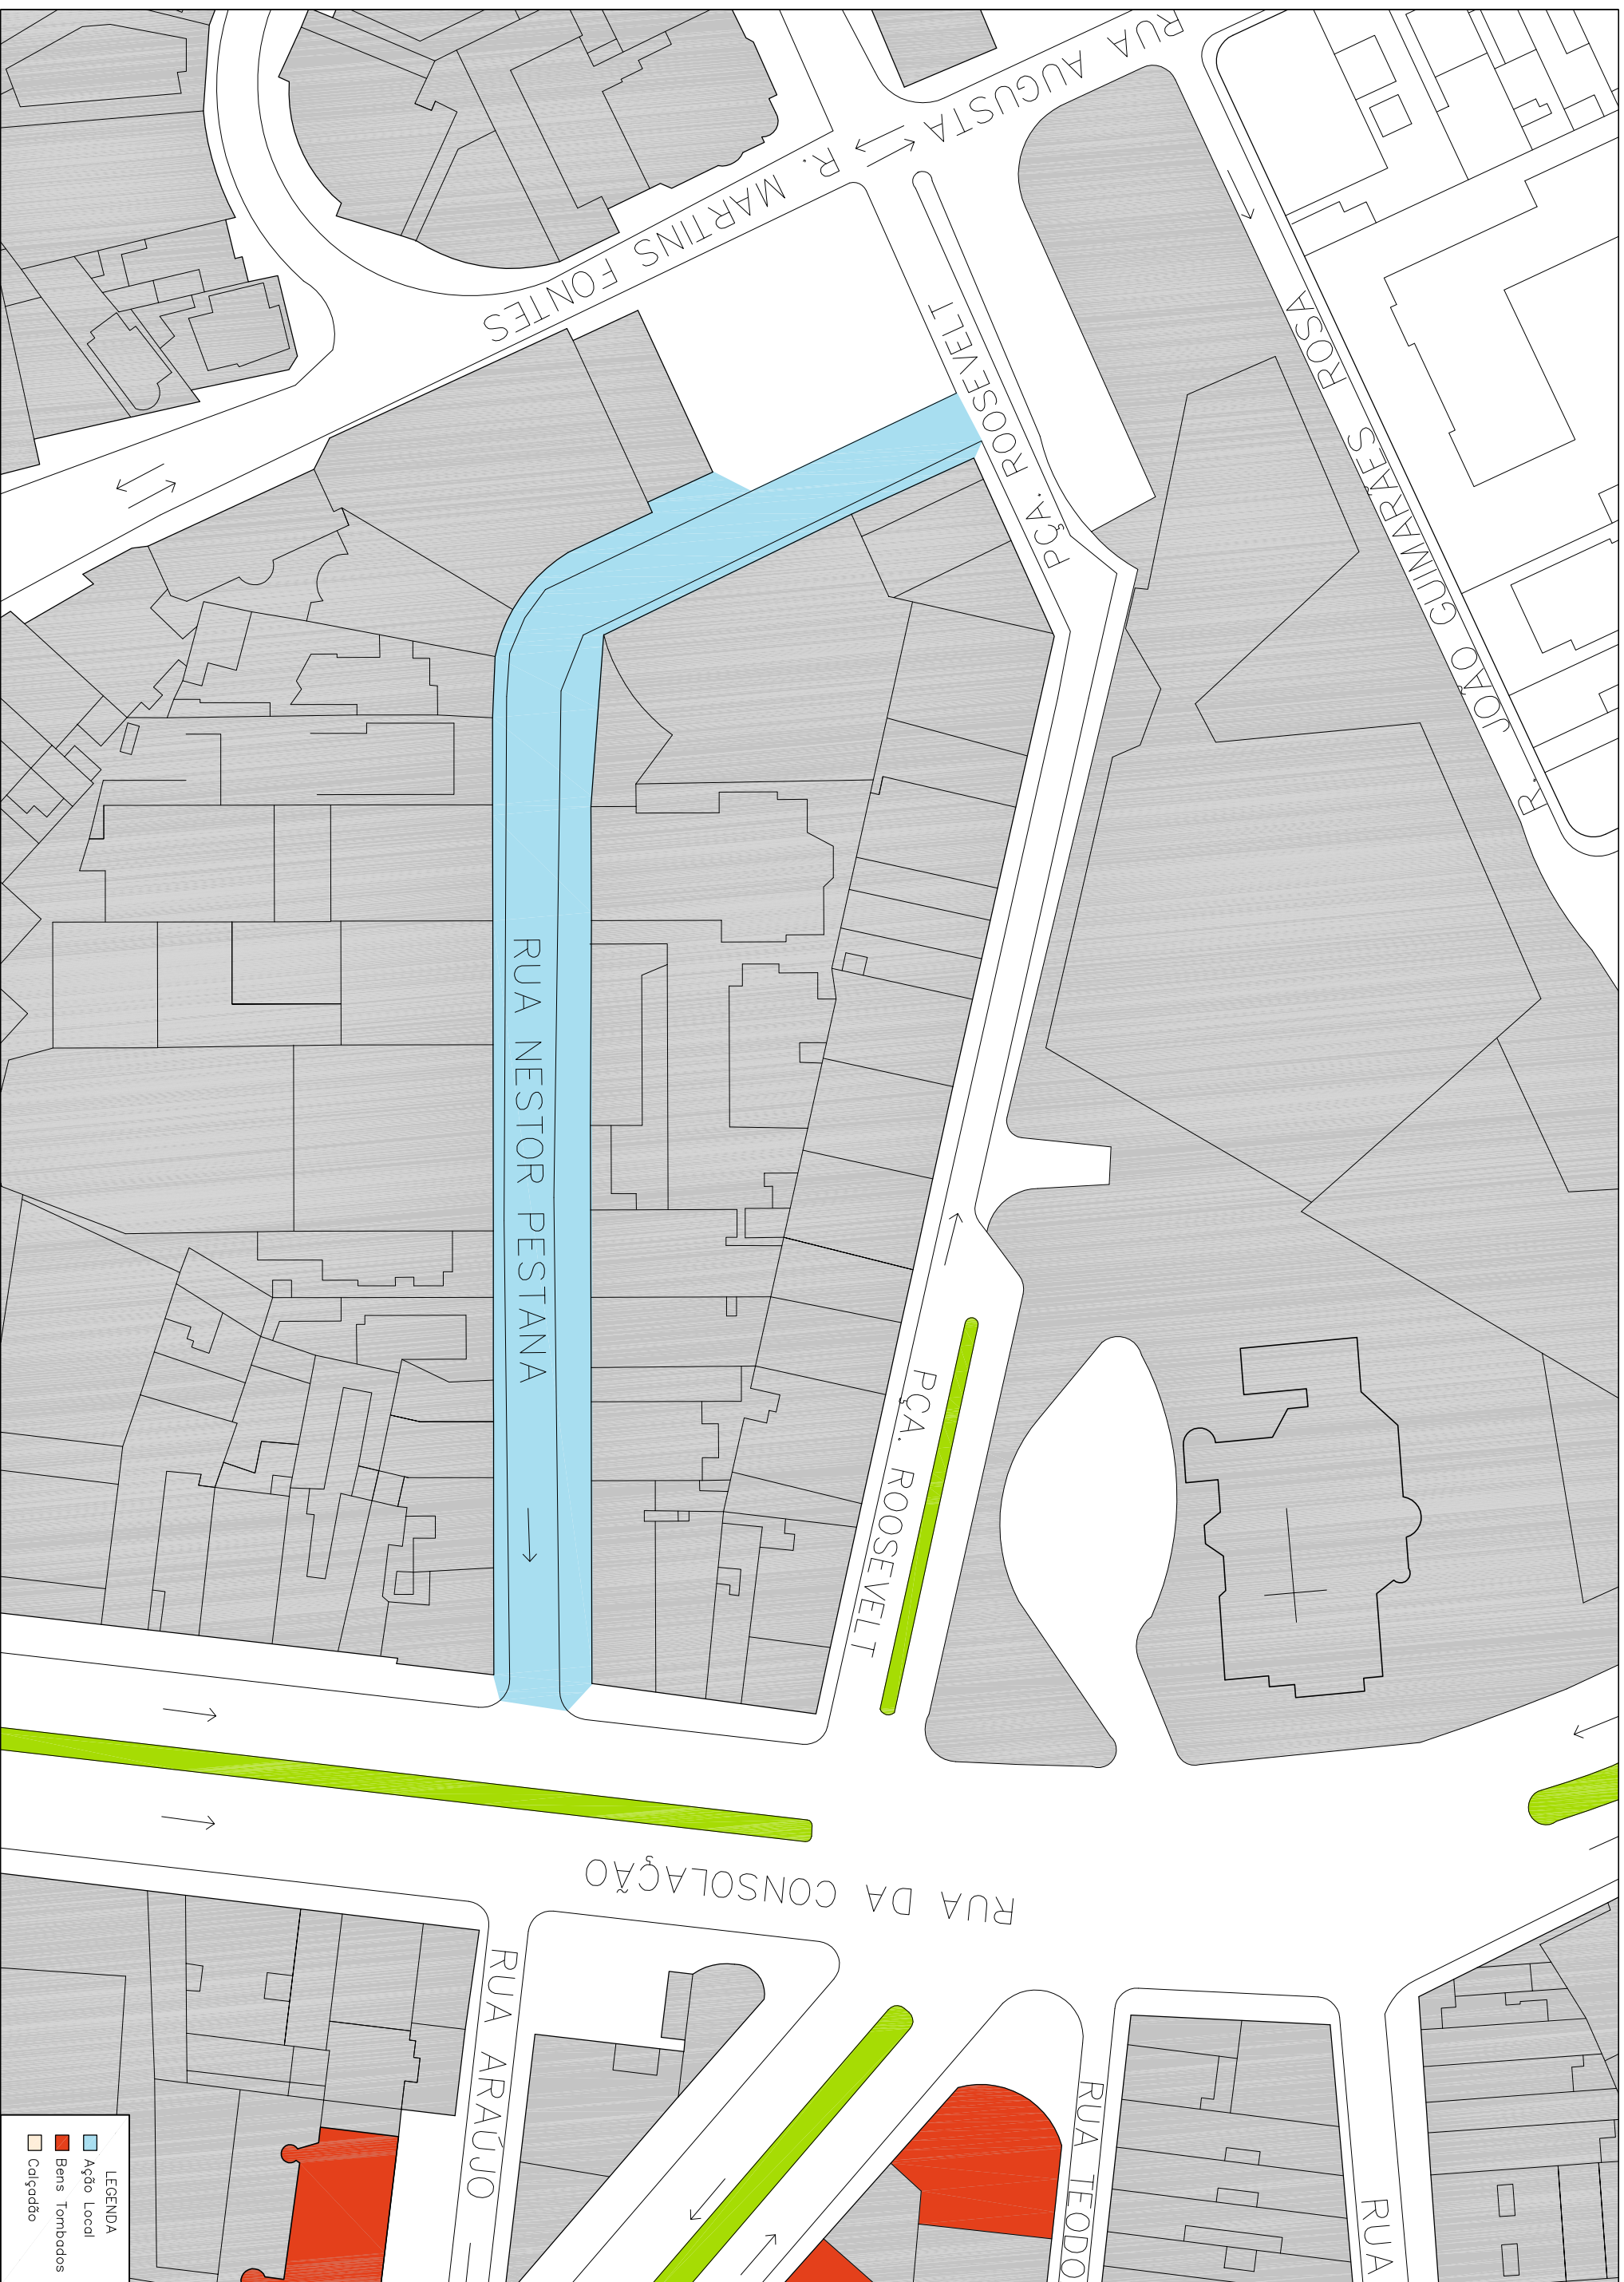 RUA AUGUSTA
R. MARTINS FONTES
PÇA. ROOSEVELT
R. JOÃO GUIMARÃES ROSA
RUA NESTOR PESTANA
PÇA. ROOSEVELT
RUA DA CONSOLAÇÃO
RUA ARAÚJO
RUA TEODO
RUA
LEGENDA
Ação Local
Bens Tombados
Calçadão